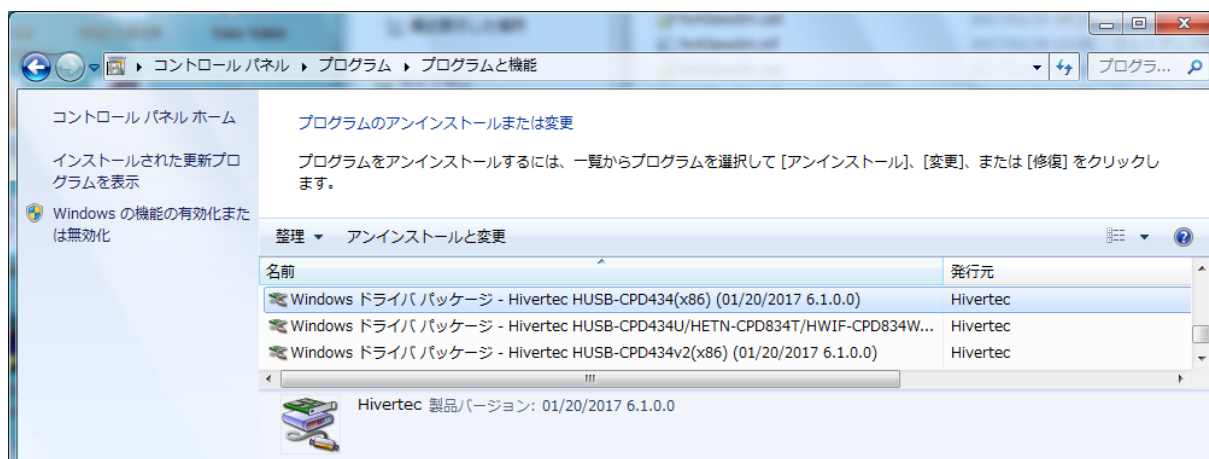 コントロール パネル ▸ プログラム ▸ プログラムと機能
プログラ...
コントロール パネル ホーム
インストールされた更新プロ
グラムを表示
Windows の機能の有効化また
は無効化
プログラムのアンインストールまたは変更
プログラムをアンインストールするには、一覧からプログラムを選択して [アンインストール]、[変更]、または [修復] をクリックし
ます。
整理 アンインストールと変更
名前 発行元
Windows ドライバ パッケージ - Hivertec HUSB-CPD434(x86) (01/20/2017 6.1.0.0) Hivertec
Windows ドライバ パッケージ - Hivertec HUSB-CPD434U/HETN-CPD834T/HWIF-CPD834W... Hivertec
Windows ドライバ パッケージ - Hivertec HUSB-CPD434v2(x86) (01/20/2017 6.1.0.0) Hivertec
Hivertec 製品バージョン: 01/20/2017 6.1.0.0